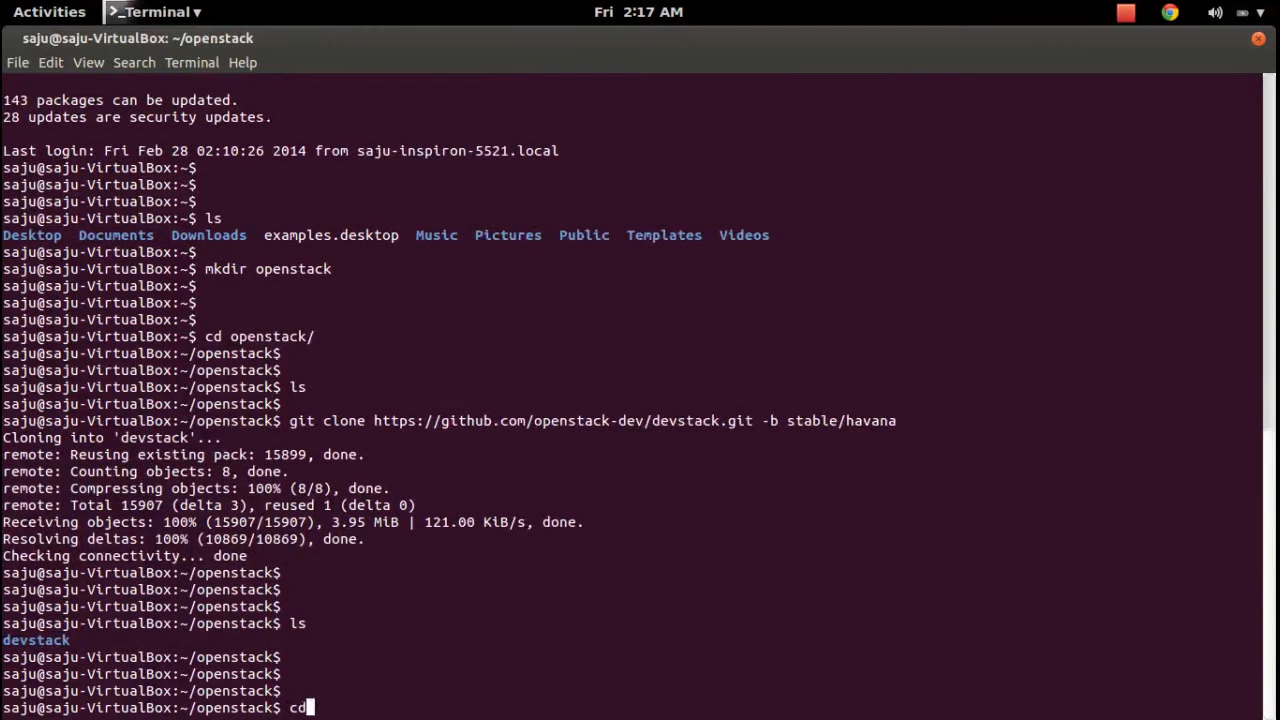 Activities >_Terminal ▾ Fri 2:17 AM
saju@saju-VirtualBox: ~/openstack
File Edit View Search Terminal Help
143 packages can be updated.
28 updates are security updates.
Last login: Fri Feb 28 02:10:26 2014 from saju-inspiron-5521.local
saju@saju-VirtualBox:~$
saju@saju-VirtualBox:~$
saju@saju-VirtualBox:~$
saju@saju-VirtualBox:~$ ls
Desktop Documents Downloads examples.desktop Music Pictures Public Templates Videos
saju@saju-VirtualBox:~$
saju@saju-VirtualBox:~$ mkdir openstack
saju@saju-VirtualBox:~$
saju@saju-VirtualBox:~$
saju@saju-VirtualBox:~$
saju@saju-VirtualBox:~$ cd openstack/
saju@saju-VirtualBox:~/openstack$
saju@saju-VirtualBox:~/openstack$
saju@saju-VirtualBox:~/openstack$ ls
saju@saju-VirtualBox:~/openstack$
saju@saju-VirtualBox:~/openstack$ git clone https://github.com/openstack-dev/devstack.git -b stable/havana
Cloning into 'devstack'...
remote: Reusing existing pack: 15899, done.
remote: Counting objects: 8, done.
remote: Compressing objects: 100% (8/8), done.
remote: Total 15907 (delta 3), reused 1 (delta 0)
Receiving objects: 100% (15907/15907), 3.95 MiB | 121.00 KiB/s, done.
Resolving deltas: 100% (10869/10869), done.
Checking connectivity... done
saju@saju-VirtualBox:~/openstack$
saju@saju-VirtualBox:~/openstack$
saju@saju-VirtualBox:~/openstack$
saju@saju-VirtualBox:~/openstack$ ls
devstack
saju@saju-VirtualBox:~/openstack$
saju@saju-VirtualBox:~/openstack$
saju@saju-VirtualBox:~/openstack$
saju@saju-VirtualBox:~/openstack$ cd